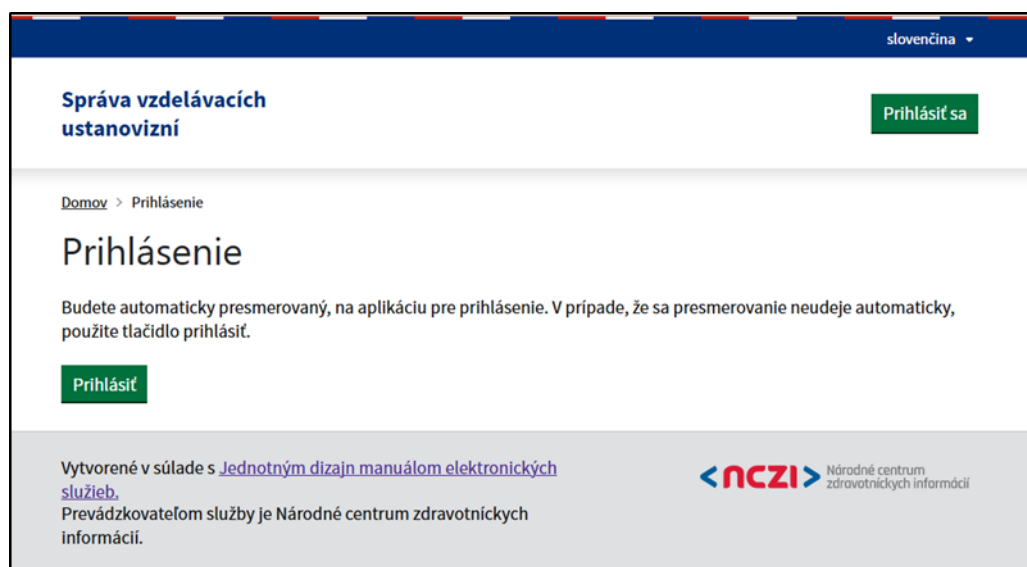 slovenčina
Správa vzdelávacích
ustanovizní
Prihlásiť sa
Domov > Prihlásenie
Prihlásenie
Budete automaticky presmerovaný, na aplikáciu pre prihlásenie. V prípade, že sa presmerovanie neudeje automaticky,
použite tlačidlo prihlásiť.
Prihlásiť
Vytvorené v súlade s Jednotným dizajn manuálom elektronických
služieb.
Prevádzkovateľom služby je Národné centrum zdravotníckych
informácií.
<nczi> Národné centrum
zdravotníckych informácií